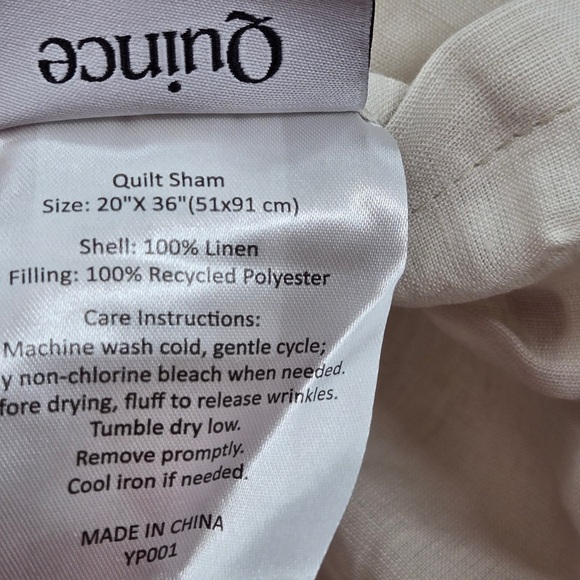 Quince
Quilt Sham
Size: 20"X 36"(51x91 cm)
Shell: 100% Linen
Filling: 100% Recycled Polyester
Care Instructions:
Machine wash cold, gentle cycle;
y non-chlorine bleach when needed.
fore drying, fluff to release wrinkles.
Tumble dry low.
Remove promptly.
Cool iron if needed.
MADE IN CHINA
YP001